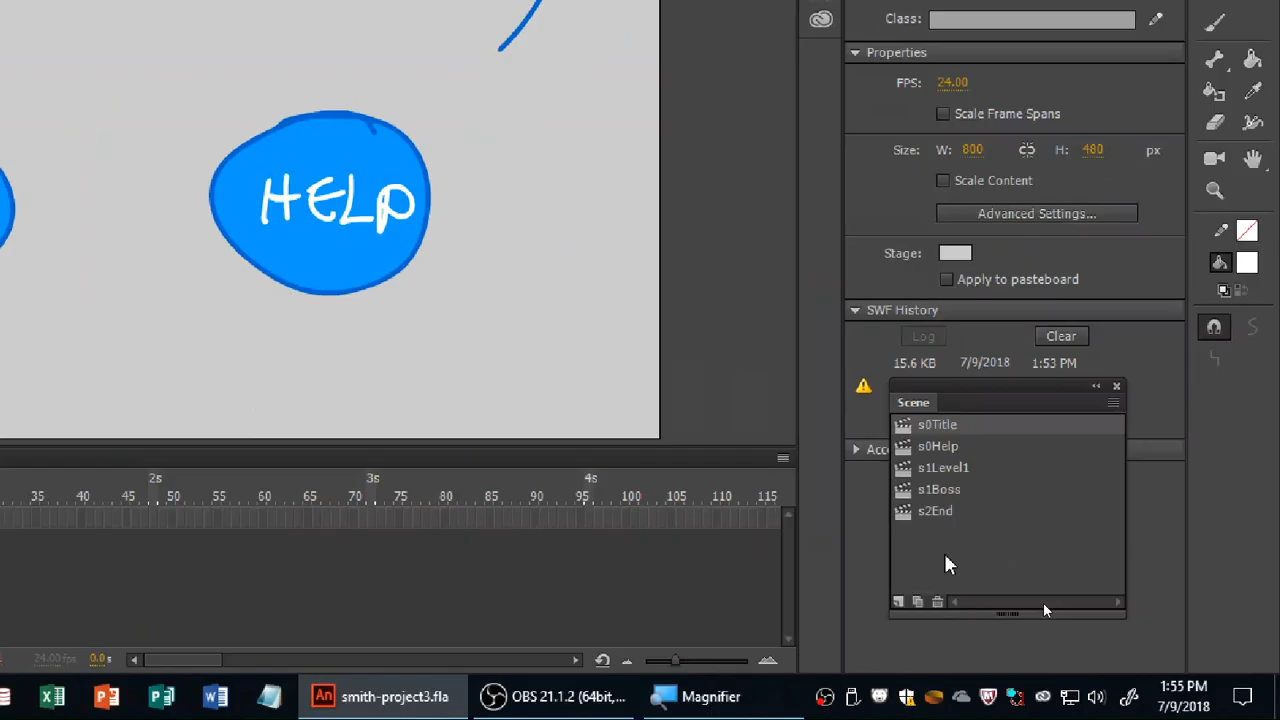 Class:
Properties
FPS: 24.00
Scale Frame Spans
Size: W: 800 H: 480 px
Scale Content
Advanced Settings...
Stage:
Apply to pasteboard
SWF History
Log Clear
15.6 KB 7/9/2018 1:53 PM
HELP
Scene
s0Title
s0Help
s1Level1
s1Boss
s2End
Acc
2s 3s 4s
35 40 45 50 55 60 65 70 75 80 85 90 95 100 105 110 115
24.00 fps 0.0 s
smith-project3.fla
OBS 21.1.2 (64bit,...
Magnifier
1:55 PM
7/9/2018